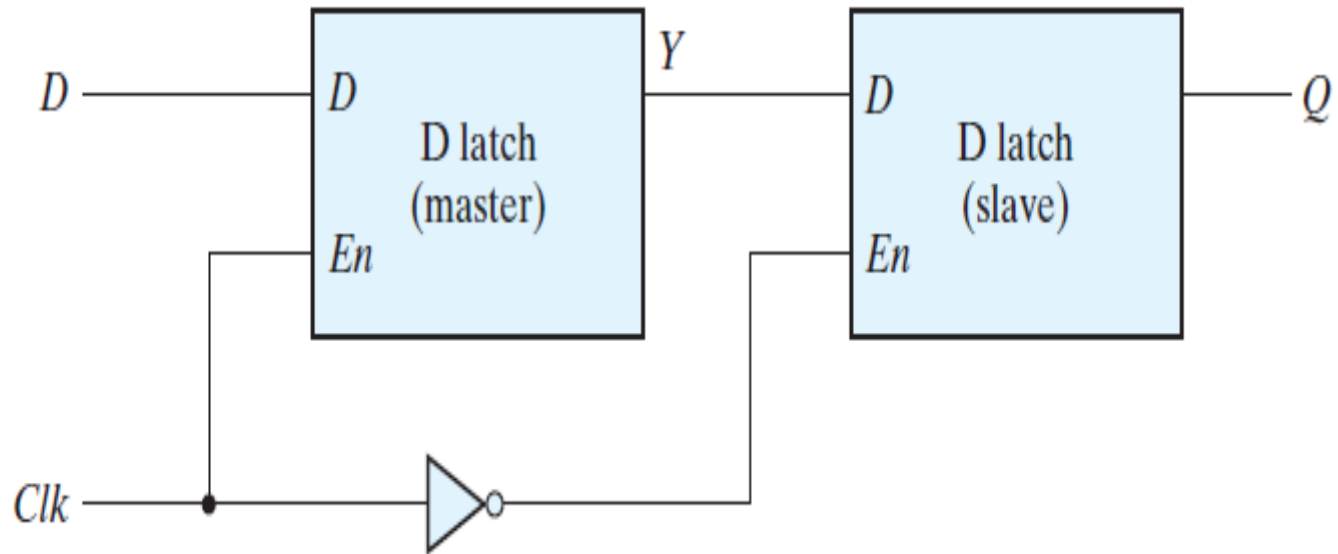 Y
D
D
D
Q
D latch
(master)
D latch
(slave)
En
En
Clk